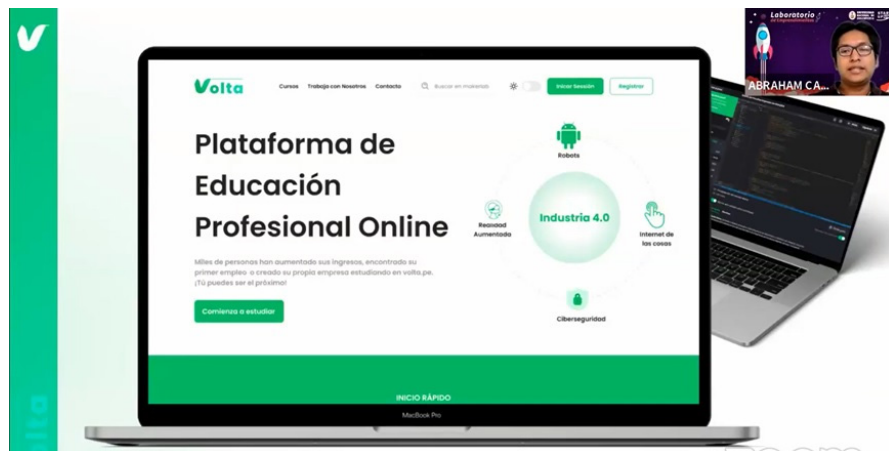 Laboratorio
ABRAHAM CA...
Volta
Cursos Trabaja con Nosotros Contacto Buscar en makerlab Iniciar Sesión Registrar
Plataforma de
Educación
Profesional Online
Miles de personas han aumentado sus ingresos, encontrado su
primer empleo o creado su propia empresa estudiando en volta.pe.
¡Tú puedes ser el próximo!
Comienza a estudiar
Robots
Realidad
Aumentada
Industria 4.0
Internet de
las cosas
Ciberseguridad
INICIO RÁPIDO
MacBook Pro